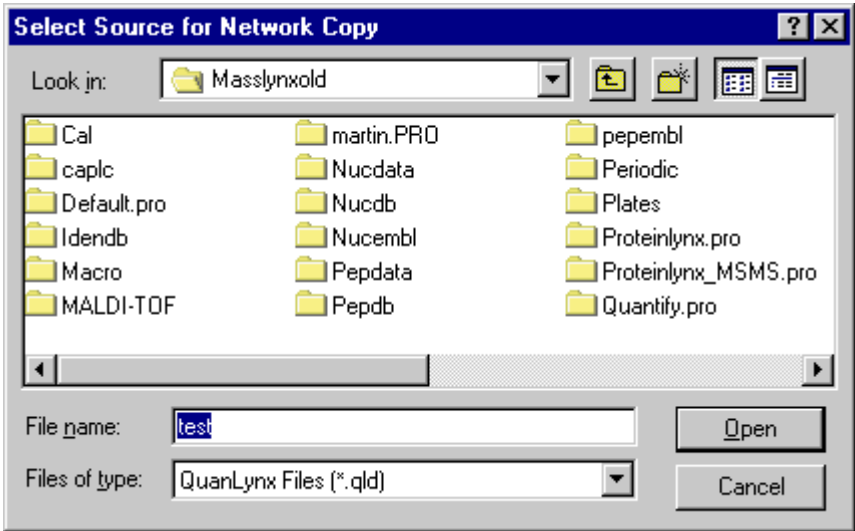 Select Source for Network Copy
Look in: Masslynxold
Cal martin.PRO pepembl
caplc Nucdata Periodic
Default.pro Nucdb Plates
Idendb Nucembl Proteinlynx.pro
Macro Pepdata Proteinlynx_MSMS.pro
MALDI-TOF Pepdb Quantify.pro
File name: test Open
Files of type: QuanLynx Files (*.qld) Cancel